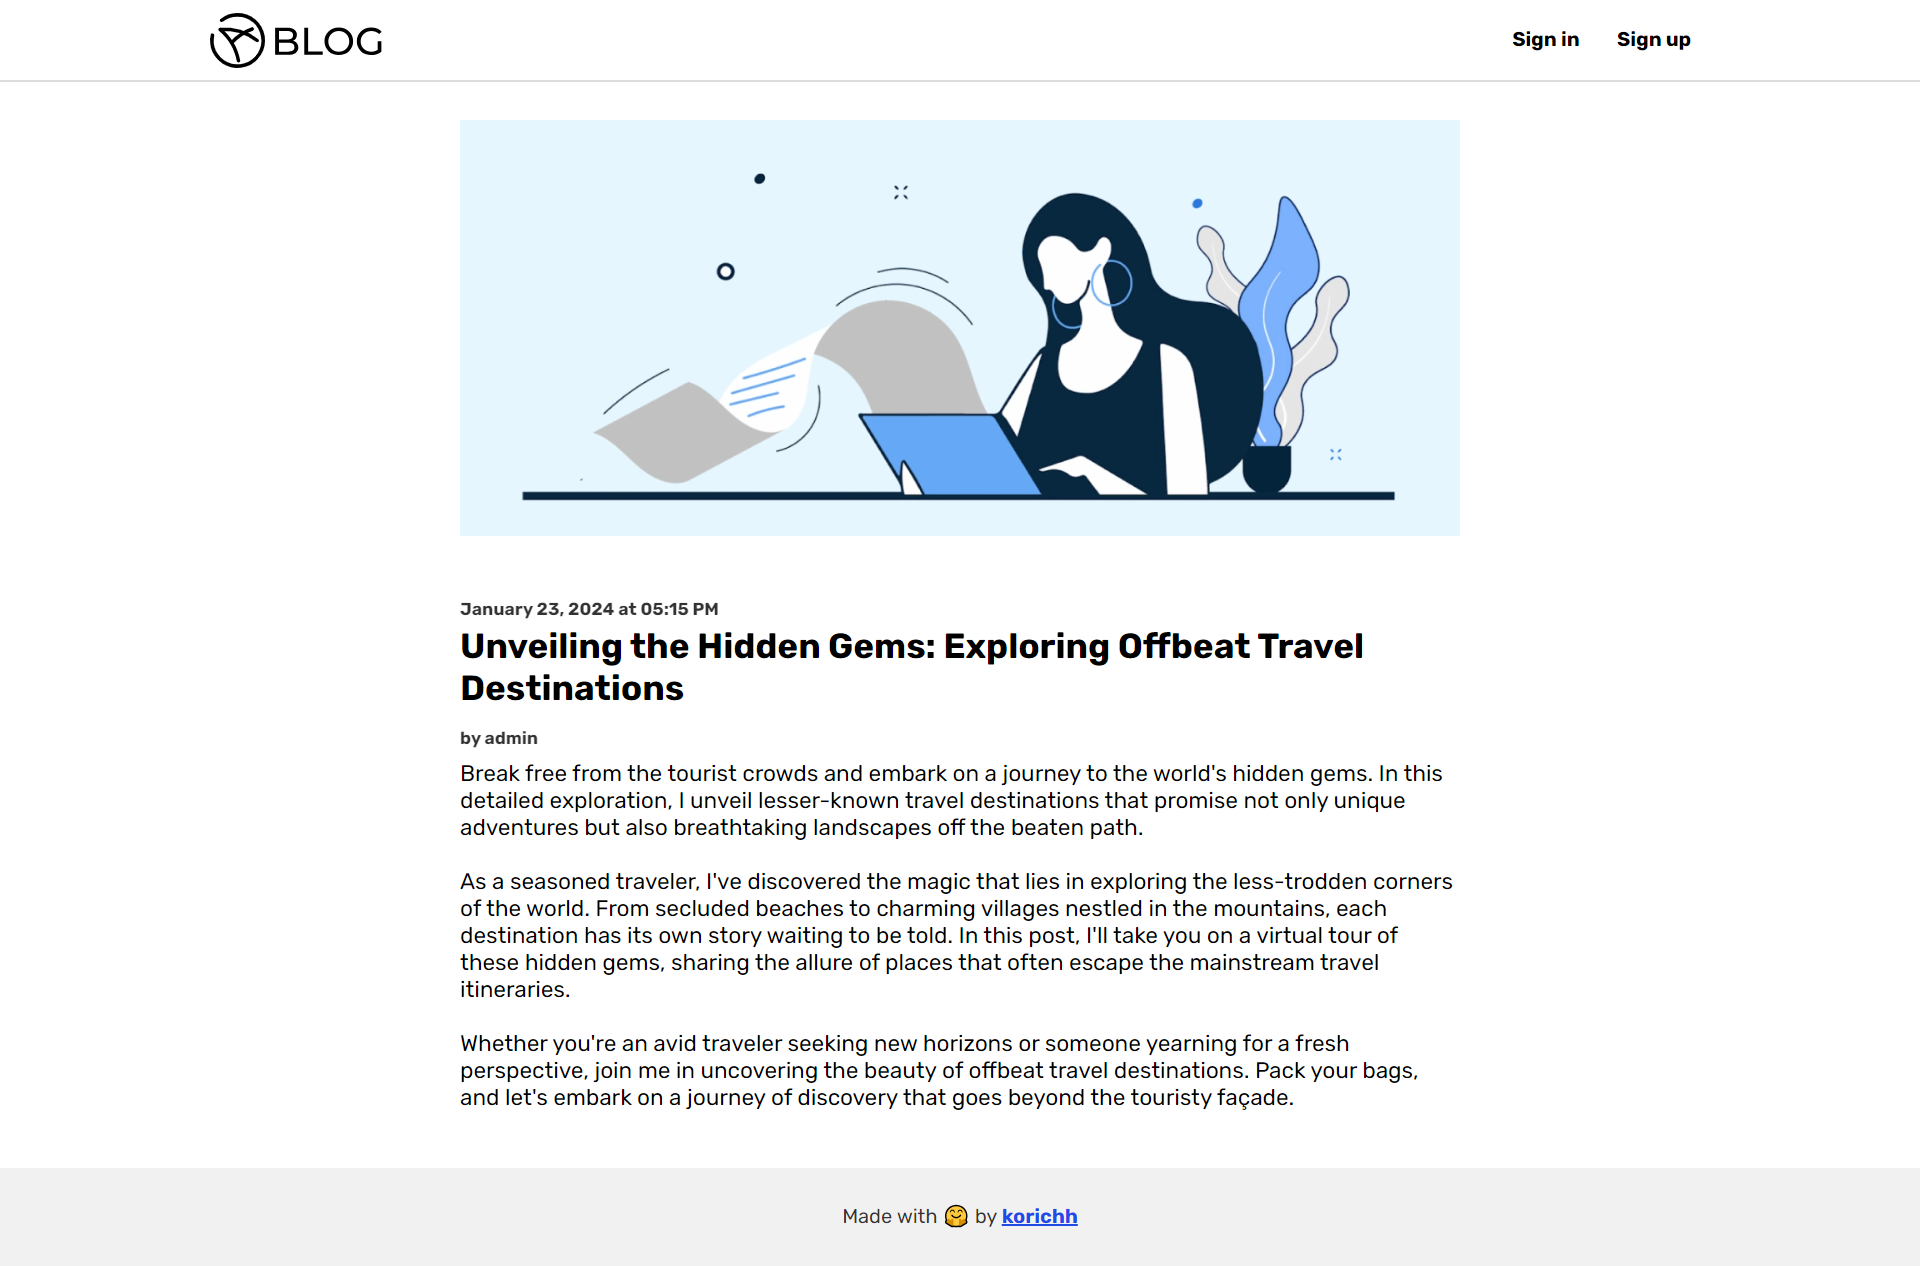 BLOG
Sign in
Sign up
January 23, 2024 at 05:15 PM
Unveiling the Hidden Gems: Exploring Offbeat Travel
Destinations
by admin
Break free from the tourist crowds and embark on a journey to the world's hidden gems. In this
detailed exploration, I unveil lesser-known travel destinations that promise not only unique
adventures but also breathtaking landscapes off the beaten path.
As a seasoned traveler, I've discovered the magic that lies in exploring the less-trodden corners
of the world. From secluded beaches to charming villages nestled in the mountains, each
destination has its own story waiting to be told. In this post, I'll take you on a virtual tour of
these hidden gems, sharing the allure of places that often escape the mainstream travel
itineraries.
Whether you're an avid traveler seeking new horizons or someone yearning for a fresh
perspective, join me in uncovering the beauty of offbeat travel destinations. Pack your bags,
and let's embark on a journey of discovery that goes beyond the touristy façade.
Made with 🤗 by korichh